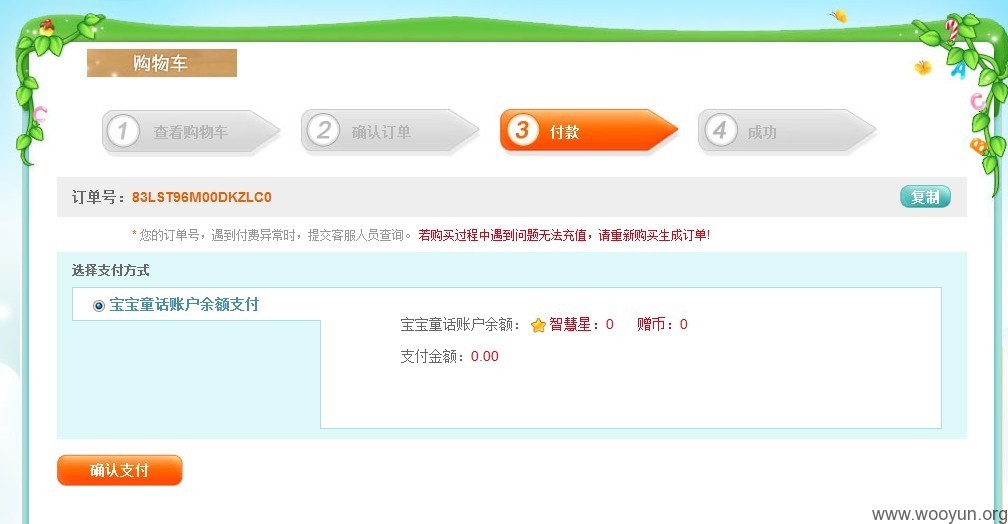 购物车
1 查看购物车
2 确认订单
3 付款
4 成功
订单号：83LST96M00DKZLC0 复制
* 您的订单号，遇到付费异常时，提交客服人员查询。 若购买过程中遇到问题无法充值，请重新购买生成订单!
选择支付方式
宝宝童话账户余额支付
宝宝童话账户余额： 智慧星：0 赠币：0
支付金额：0.00
确认支付
www.wooyun.org
C
A
C
B